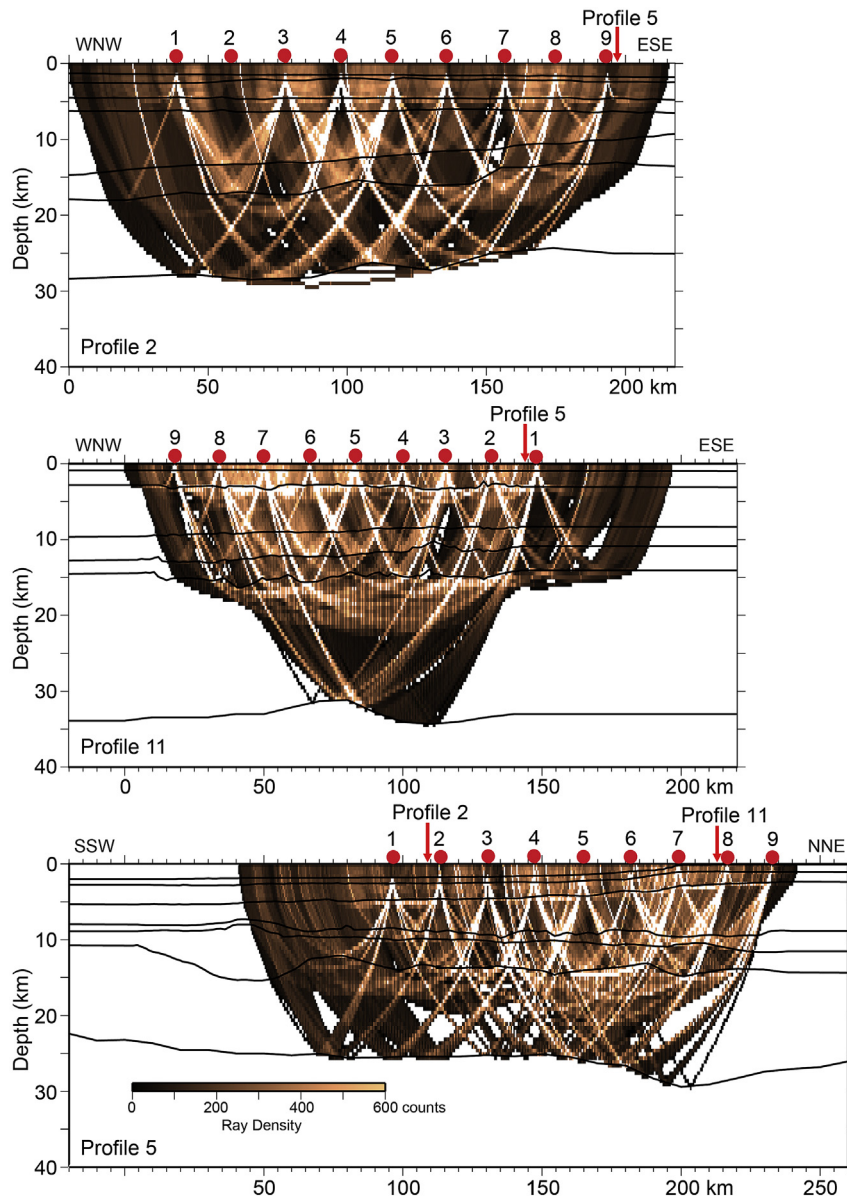 Profile 5
WNW 1 2 3 4 5 6 7 8 9 ESE
0
10
20
30
40
Depth (km)
Profile 2
0 50 100 150 200 km
Profile 5
WNW 9 8 7 6 5 4 3 2 1 ESE
0
10
20
30
40
Depth (km)
Profile 11
0 50 100 150 200 km
Profile 2 Profile 11
SSW 1 2 3 4 5 6 7 8 9 NNE
0
10
20
30
40
Depth (km)
0 200 400 600 counts
Ray Density
Profile 5
50 100 150 200 km 250